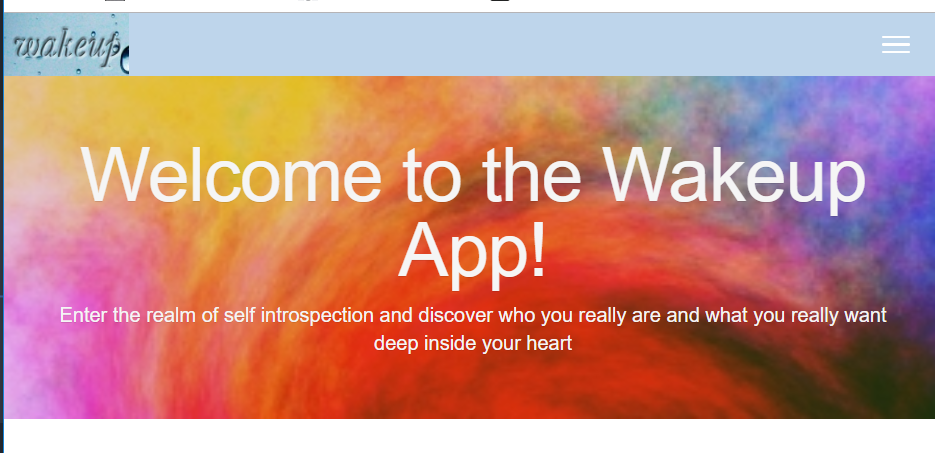 wakeup
Welcome to the Wakeup
App!
Enter the realm of self introspection and discover who you really are and what you really want
deep inside your heart